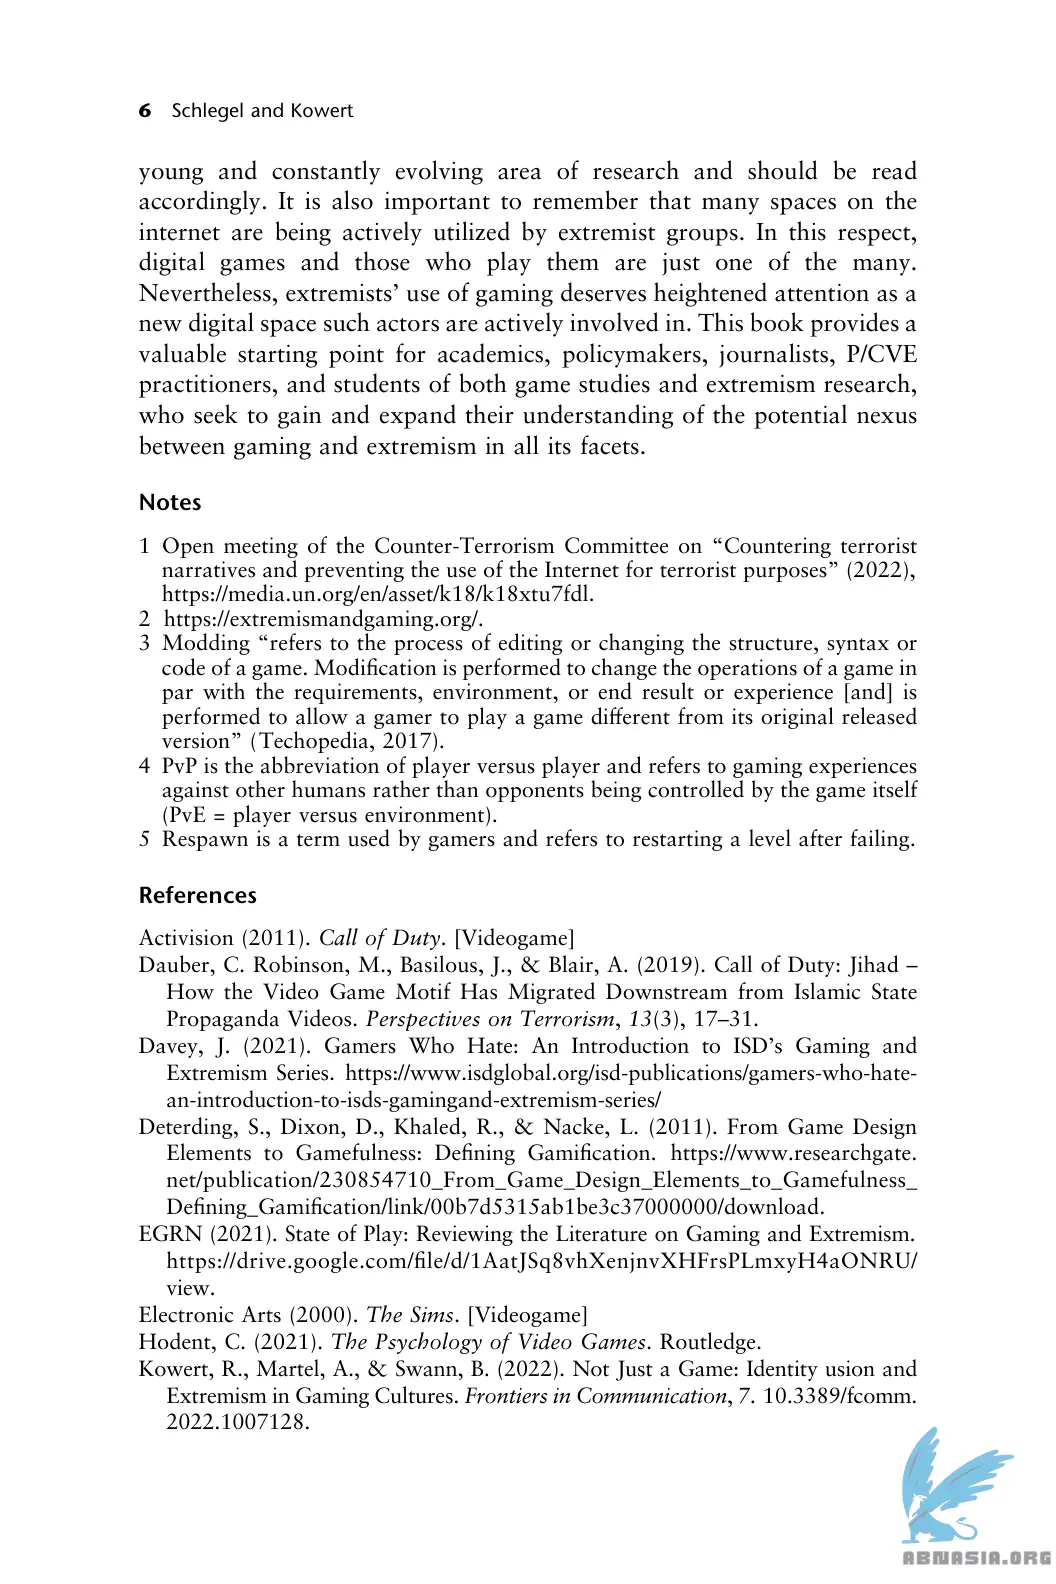 6 Schlegel and Kowert
young and constantly evolving area of research and should be read
accordingly. It is also important to remember that many spaces on the
internet are being actively utilized by extremist groups. In this respect,
digital games and those who play them are just one of the many.
Nevertheless, extremists’ use of gaming deserves heightened attention as a
new digital space such actors are actively involved in. This book provides a
valuable starting point for academics, policymakers, journalists, P/CVE
practitioners, and students of both game studies and extremism research,
who seek to gain and expand their understanding of the potential nexus
between gaming and extremism in all its facets.
Notes
1 Open meeting of the Counter-Terrorism Committee on “Countering terrorist
narratives and preventing the use of the Internet for terrorist purposes” (2022),
https://media.un.org/en/asset/k18/k18xtu7fdl.
2 https://extremismandgaming.org/.
3 Modding “refers to the process of editing or changing the structure, syntax or
code of a game. Modification is performed to change the operations of a game in
par with the requirements, environment, or end result or experience [and] is
performed to allow a gamer to play a game different from its original released
version” (Techopedia, 2017).
4 PvP is the abbreviation of player versus player and refers to gaming experiences
against other humans rather than opponents being controlled by the game itself
(PvE = player versus environment).
5 Respawn is a term used by gamers and refers to restarting a level after failing.
References
Activision (2011). Call of Duty. [Videogame]
Dauber, C. Robinson, M., Basilous, J., & Blair, A. (2019). Call of Duty: Jihad –
How the Video Game Motif Has Migrated Downstream from Islamic State
Propaganda Videos. Perspectives on Terrorism, 13(3), 17–31.
Davey, J. (2021). Gamers Who Hate: An Introduction to ISD’s Gaming and
Extremism Series. https://www.isdglobal.org/isd-publications/gamers-who-hate-
an-introduction-to-isds-gamingand-extremism-series/
Deterding, S., Dixon, D., Khaled, R., & Nacke, L. (2011). From Game Design
Elements to Gamefulness: Defining Gamification. https://www.researchgate.
net/publication/230854710_From_Game_Design_Elements_to_Gamefulness_
Defining_Gamification/link/00b7d5315ab1be3c37000000/download.
EGRN (2021). State of Play: Reviewing the Literature on Gaming and Extremism.
https://drive.google.com/file/d/1AatJSq8vhXenjnvXHFrsPLmxyH4aONRU/
view.
Electronic Arts (2000). The Sims. [Videogame]
Hodent, C. (2021). The Psychology of Video Games. Routledge.
Kowert, R., Martel, A., & Swann, B. (2022). Not Just a Game: Identity usion and
Extremism in Gaming Cultures. Frontiers in Communication, 7. 10.3389/fcomm.
2022.1007128.
ABNASIA.ORG